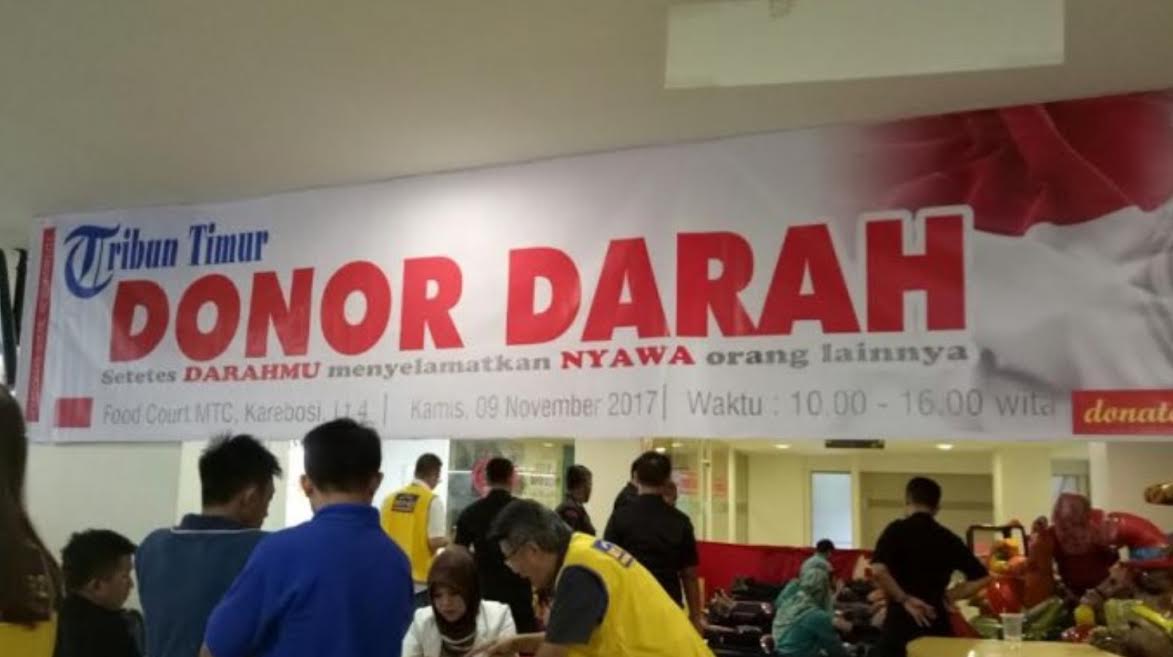 Tribun Timur
DONOR DARAH
Setetes DARAHMU menyelamatkan NYAWA orang lainnya
Food Court MTC, Karebosi, Lt.4 | Kamis, 09 November 2017 | Waktu : 10.00 - 16.00 wita